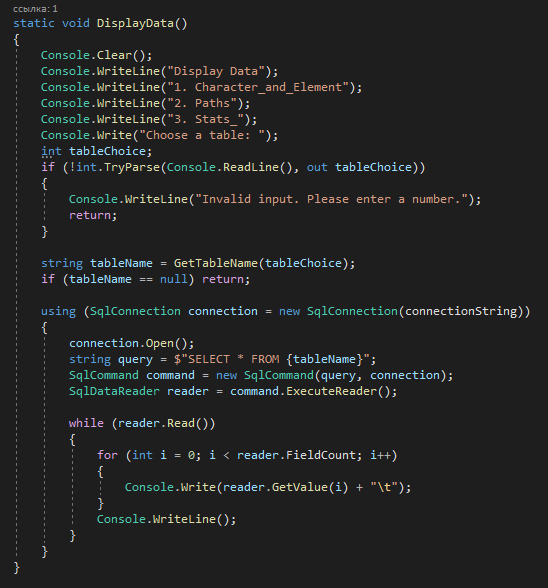 ссылка: 1
static void DisplayData()
{
    Console.Clear();
    Console.WriteLine("Display Data");
    Console.WriteLine("1. Character_and_Element");
    Console.WriteLine("2. Paths");
    Console.WriteLine("3. Stats_");
    Console.Write("Choose a table: ");
    int tableChoice;
    if (!int.TryParse(Console.ReadLine(), out tableChoice))
    {
        Console.WriteLine("Invalid input. Please enter a number.");
        return;
    }

    string tableName = GetTableName(tableChoice);
    if (tableName == null) return;

    using (SqlConnection connection = new SqlConnection(connectionString))
    {
        connection.Open();
        string query = $"SELECT * FROM {tableName}";
        SqlCommand command = new SqlCommand(query, connection);
        SqlDataReader reader = command.ExecuteReader();

        while (reader.Read())
        {
            for (int i = 0; i < reader.FieldCount; i++)
            {
                Console.Write(reader.GetValue(i) + "\t");
            }
            Console.WriteLine();
        }
    }
}